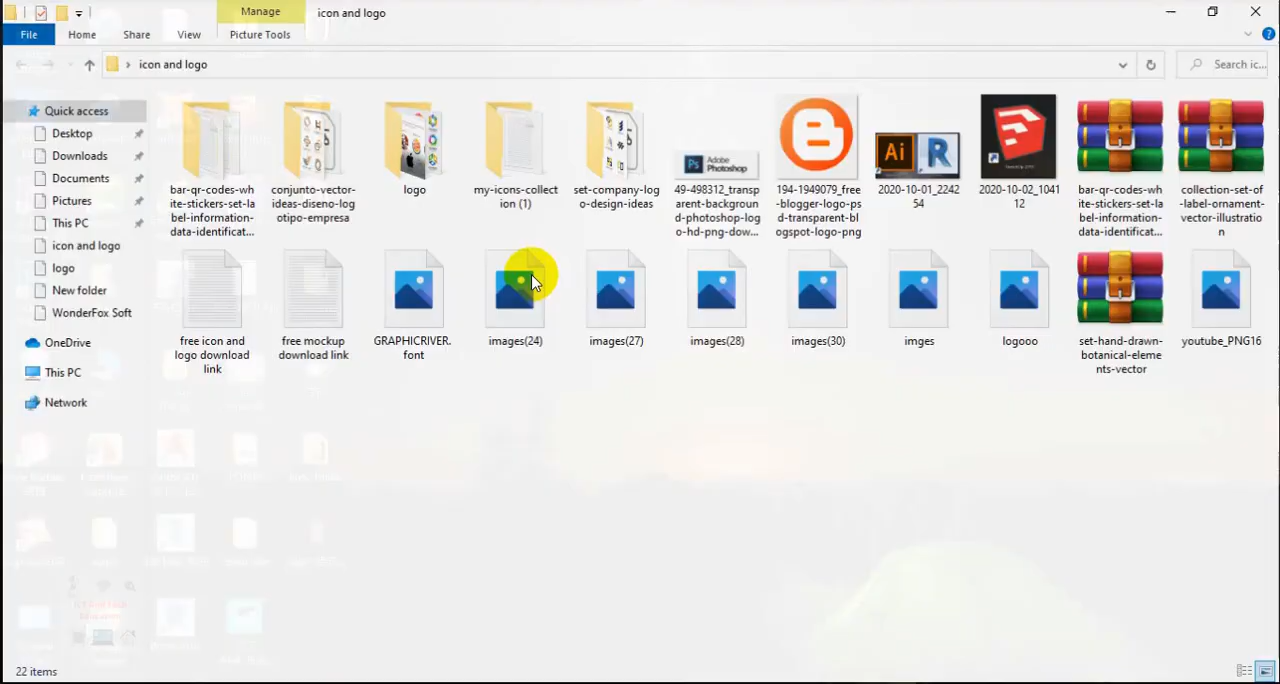 Manage
icon and logo
File
Home
Share
View
Picture Tools
icon and logo
Search ic...
Quick access
Desktop
Downloads
Documents
Pictures
This PC
icon and logo
logo
New folder
WonderFox Soft
OneDrive
This PC
Network
bar-qr-codes-wh
ite-stickers-set-la
bel-information-
data-identificat...
conjunto-vector-
ideas-diseno-log
otipo-empresa
logo
my-icons-collect
ion (1)
set-company-log
o-design-ideas
Ps
Adobe
Photoshop
49-498312_transp
arent-backgroun
d-photoshop-log
o-hd-png-dow...
194-1949079_free
-blogger-logo-ps
d-transparent-bl
ogspot-logo-png
Ai
R
2020-10-01_2242
54
2020-10-02_1041
12
bar-qr-codes-wh
ite-stickers-set-la
bel-information-
data-identificat...
collection-set-of
-label-ornament-
vector-illustratio
n
free icon and
logo download
link
free mockup
download link
GRAPHICRIVER.
font
images(24)
images(27)
images(28)
images(30)
imges
logooo
set-hand-drawn-
botanical-eleme
nts-vector
youtube_PNG16
22 items